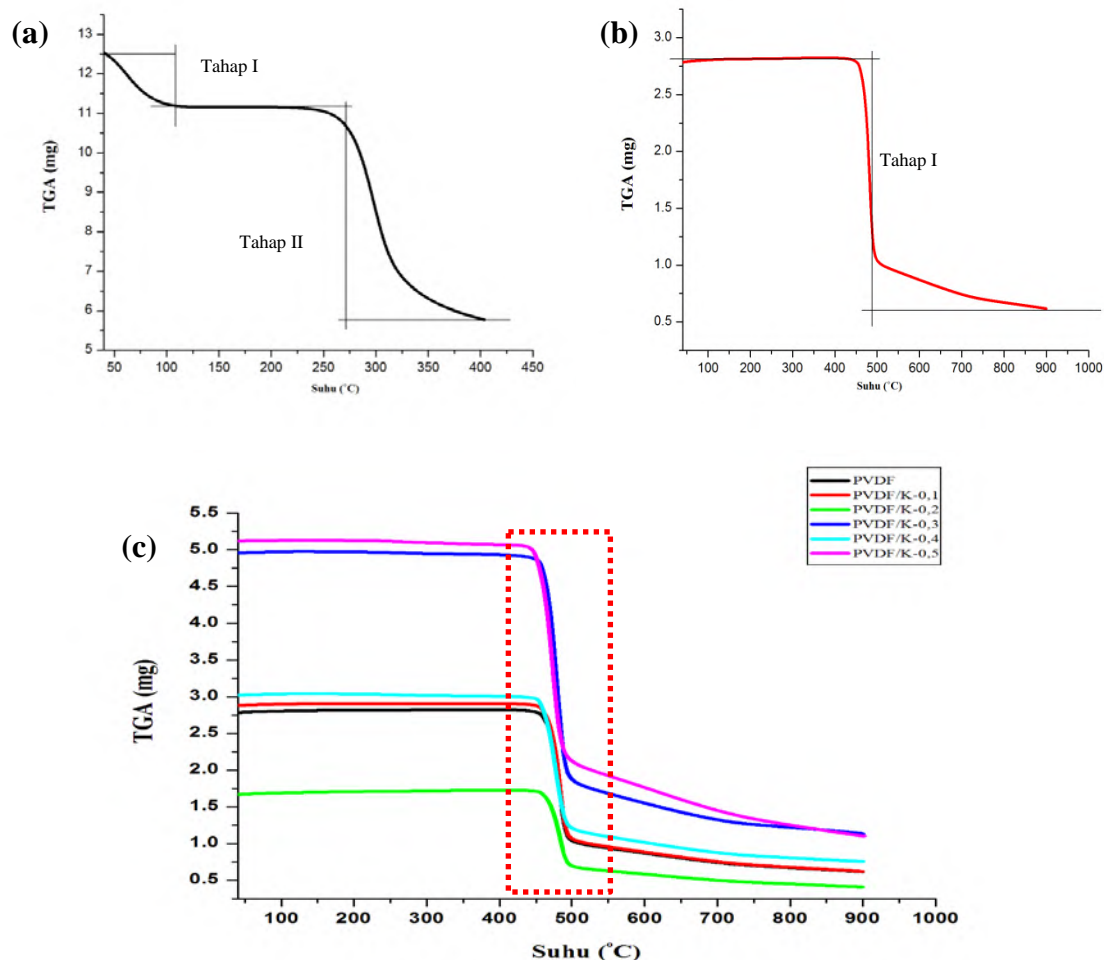 (a)
13
12
11
10
9
8
7
6
5
TGA (mg)
Tahap I
Tahap II
50 100 150 200 250 300 350 400 450
Suhu (°C)
(b)
3.0
2.5
2.0
1.5
1.0
0.5
TGA (mg)
Tahap I
100 200 300 400 500 600 700 800 900 1000
Suhu (°C)
PVDF
PVDF/K-0,1
PVDF/K-0,2
PVDF/K-0,3
PVDF/K-0,4
PVDF/K-0,5
(c)
5.5
5.0
4.5
4.0
3.5
3.0
2.5
2.0
1.5
1.0
0.5
TGA (mg)
100 200 300 400 500 600 700 800 900 1000
Suhu (°C)